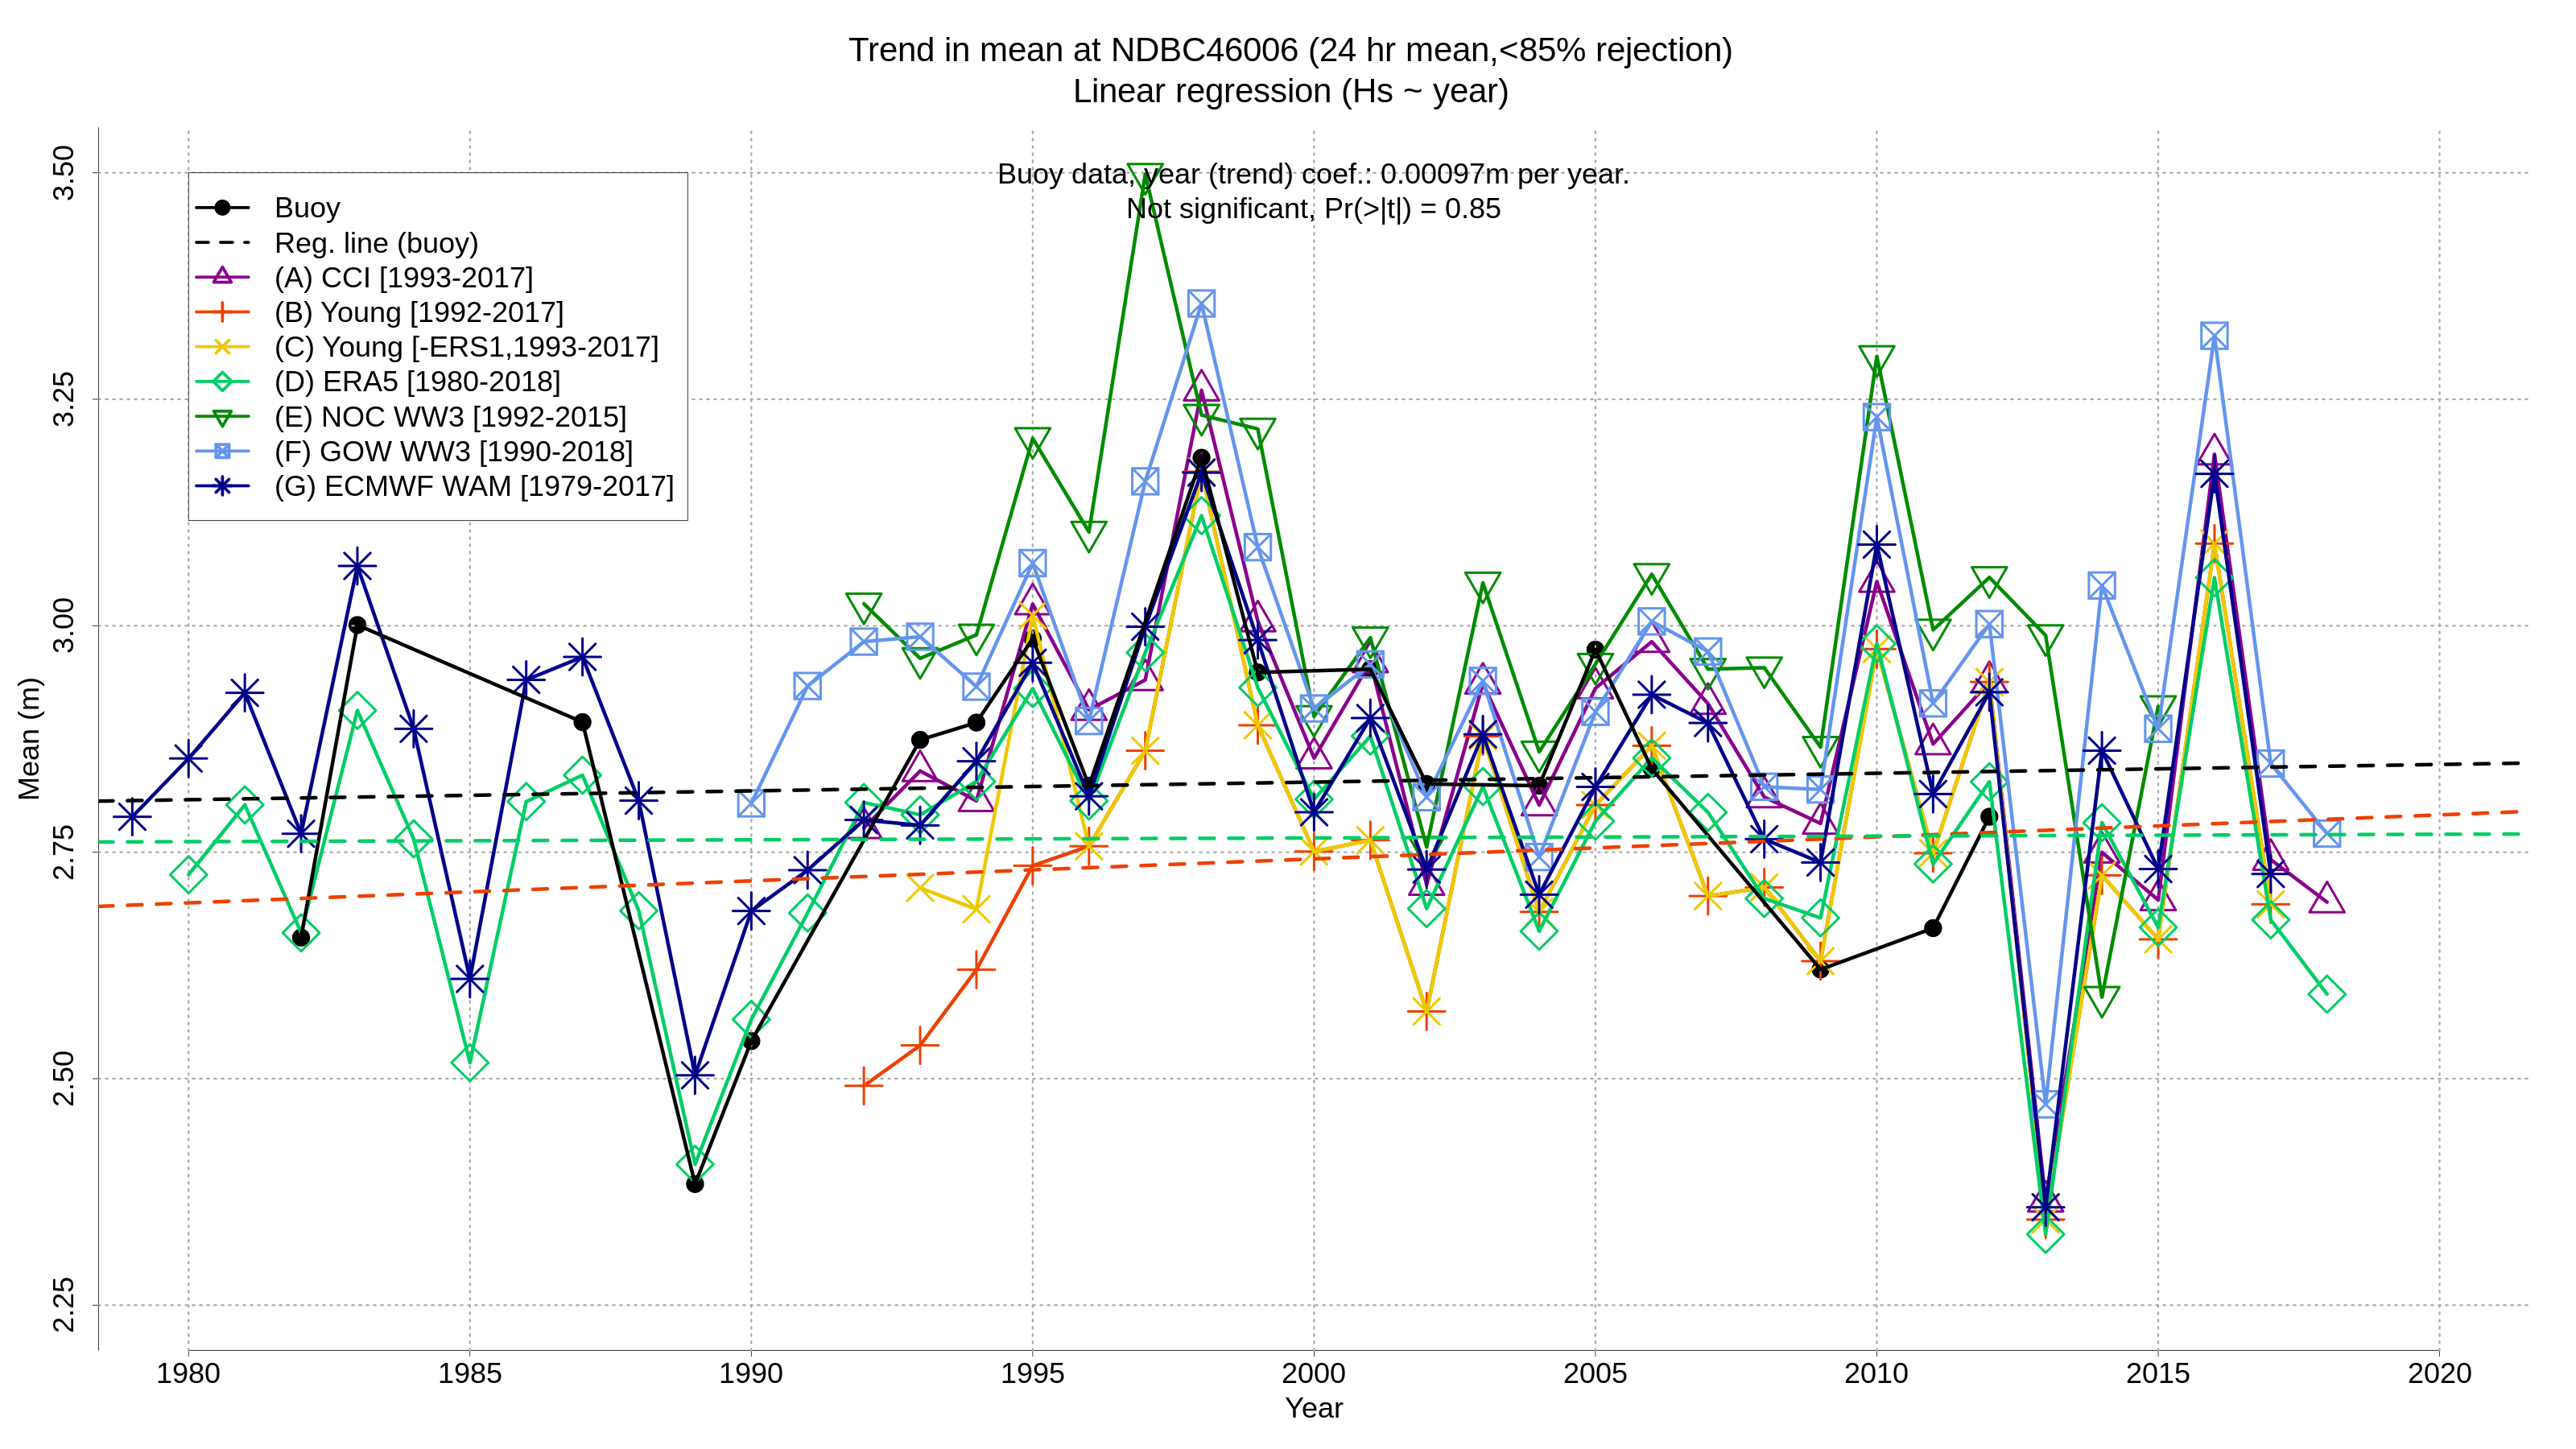 Trend in mean at NDBC46006 (24 hr mean,<85% rejection)
Linear regression (Hs ~ year)
Buoy data, year (trend) coef.: 0.00097m per year.
Not significant, Pr(>|t|) = 0.85
Buoy
Reg. line (buoy)
(A) CCI [1993-2017]
(B) Young [1992-2017]
(C) Young [-ERS1,1993-2017]
(D) ERA5 [1980-2018]
(E) NOC WW3 [1992-2015]
(F) GOW WW3 [1990-2018]
(G) ECMWF WAM [1979-2017]
Mean (m)
3.50
3.25
3.00
2.75
2.50
2.25
1980 1985 1990 1995 2000 2005 2010 2015 2020
Year